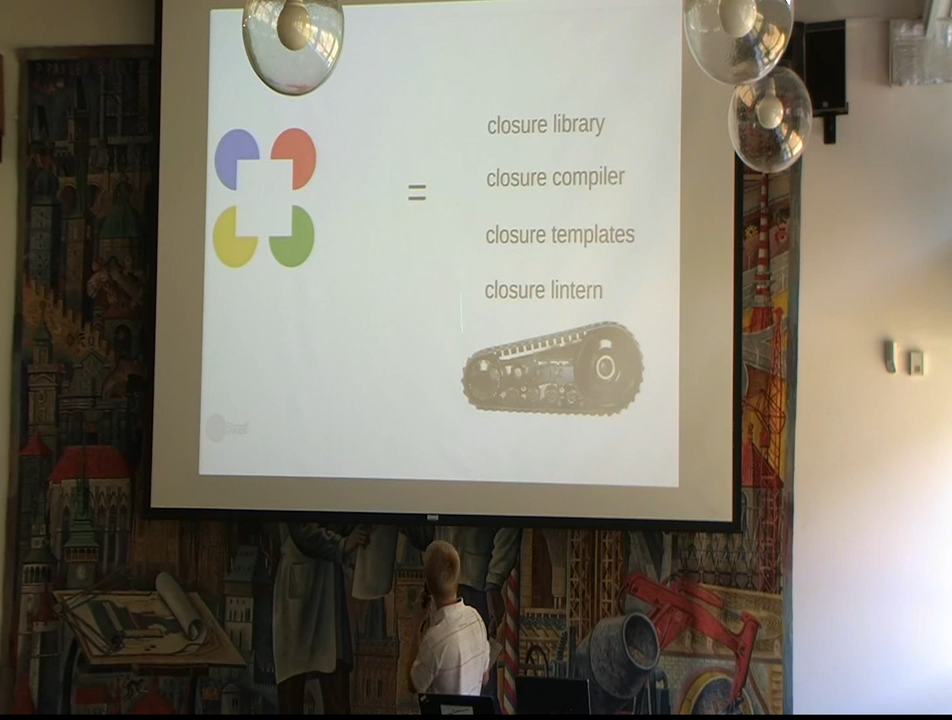 =
closure library
closure compiler
closure templates
closure lintern